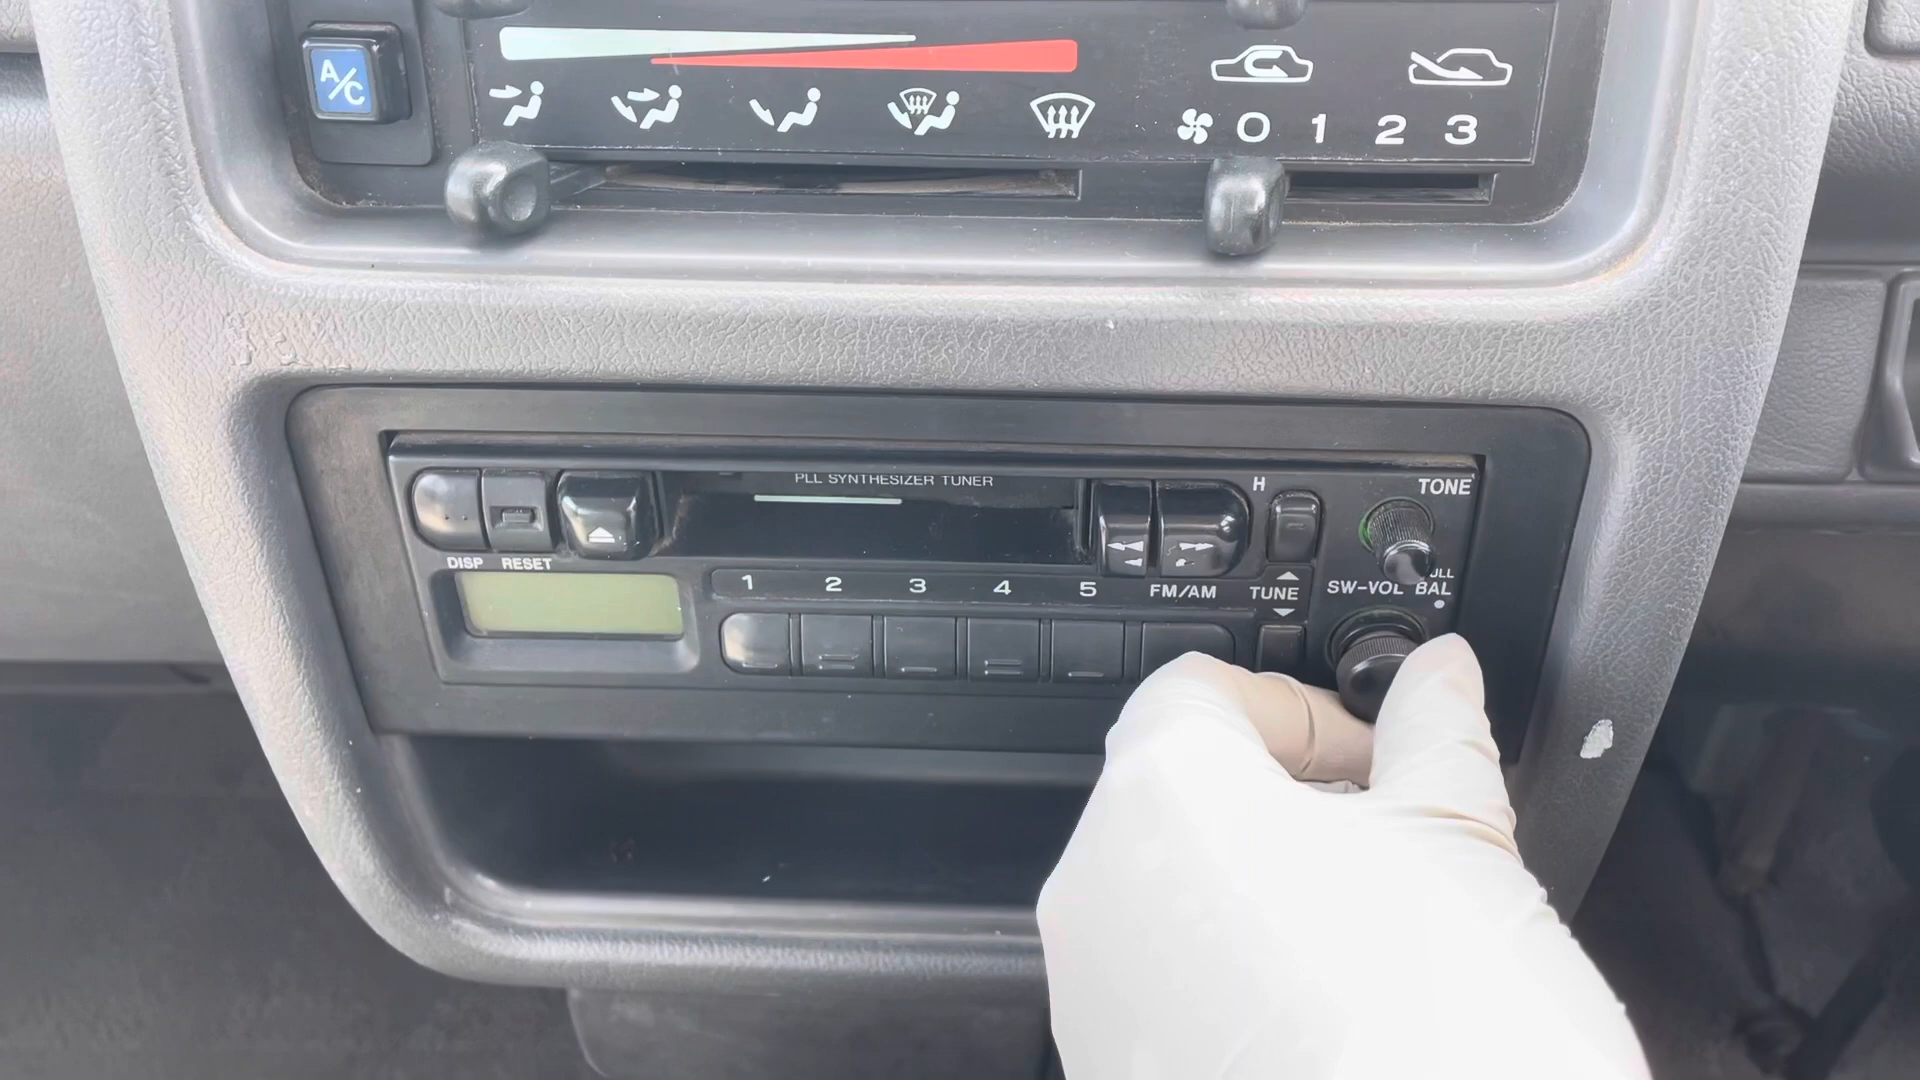 A/C
0 1 2 3
PLL SYNTHESIZER TUNER
H
TONE
DISP RESET
1 2 3 4 5 FM/AM TUNE
SW-VOL BAL